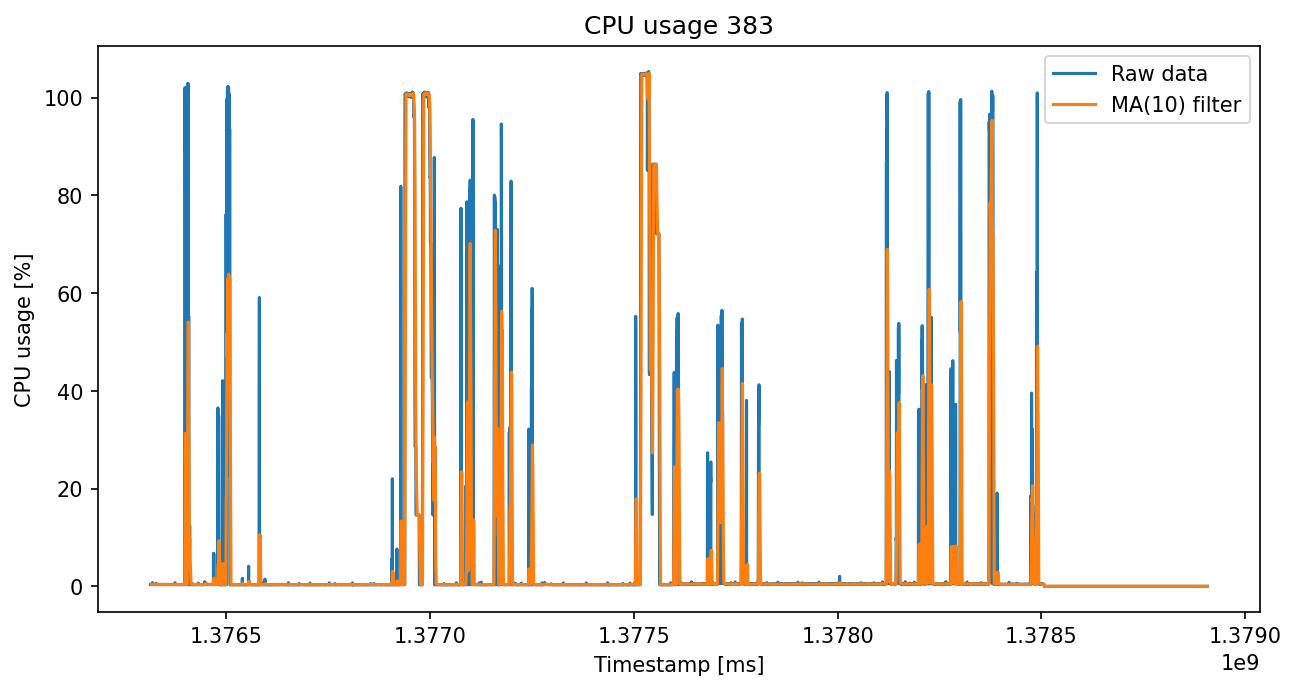 CPU usage 383
Raw data
MA(10) filter
CPU usage [%]
100
80
60
40
20
0
1.3765 1.3770 1.3775 1.3780 1.3785 1.3790
1e9
Timestamp [ms]